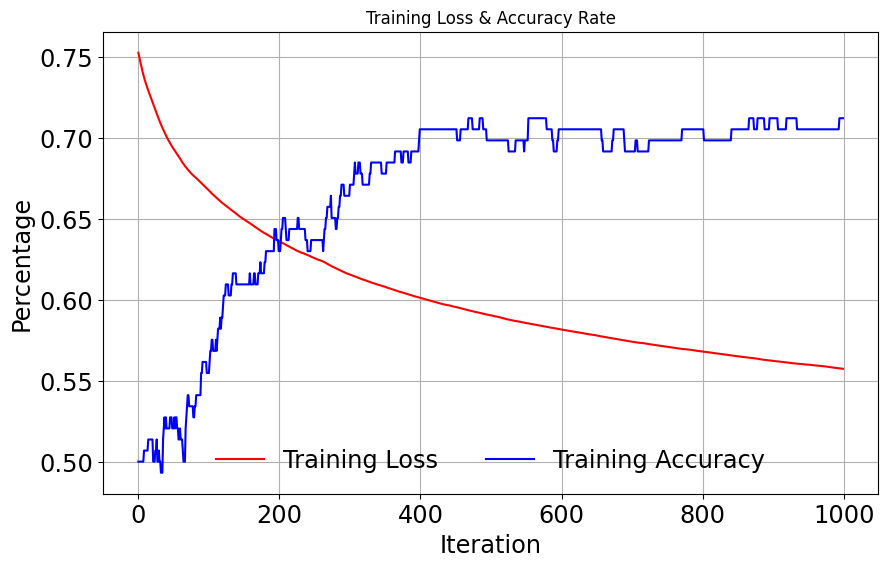 Training Loss & Accuracy Rate
Percentage
0.75
0.70
0.65
0.60
0.55
0.50
Training Loss
Training Accuracy
0
200
400
600
800
1000
Iteration